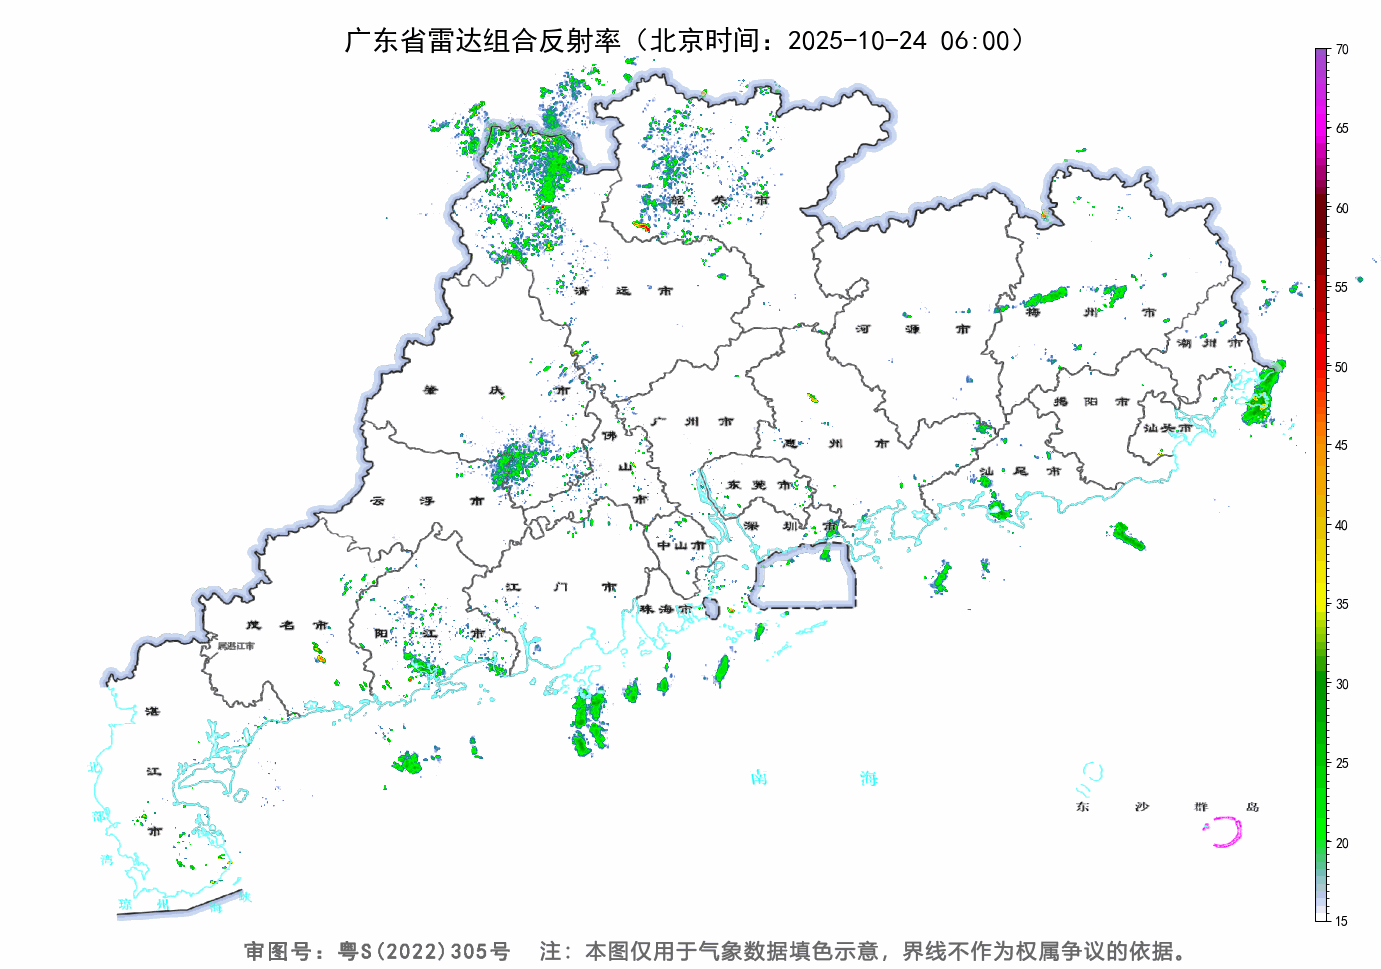 广东省雷达组合反射率（北京时间：2025-10-24 06:00）
70
65
60
55
50
45
40
35
30
25
20
15
韶关市
清远市
河源市
梅州市
潮州市
肇庆市
广州市
佛山市
惠州市
揭阳市
汕头市
汕尾市
云浮市
东莞市
深圳市
中山市
江门市
珠海市
茂名市
属湛江市
阳江市
湛江市
北部湾
南海
东沙群岛
琼州海峡
审图号：粤S(2022)305号 注：本图仅用于气象数据填色示意，界线不作为权属争议的依据。